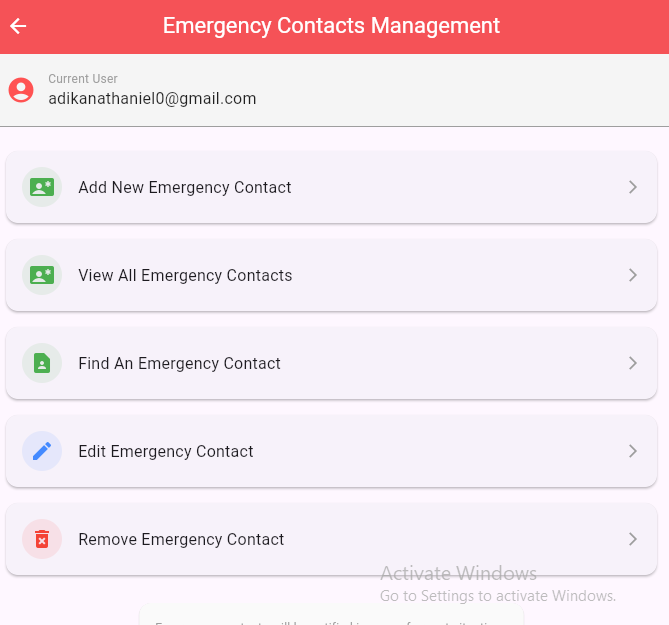 Emergency Contacts Management
Current User
adikanathaniel0@gmail.com
Add New Emergency Contact
View All Emergency Contacts
Find An Emergency Contact
Edit Emergency Contact
Remove Emergency Contact
Activate Windows
Go to Settings to activate Windows.